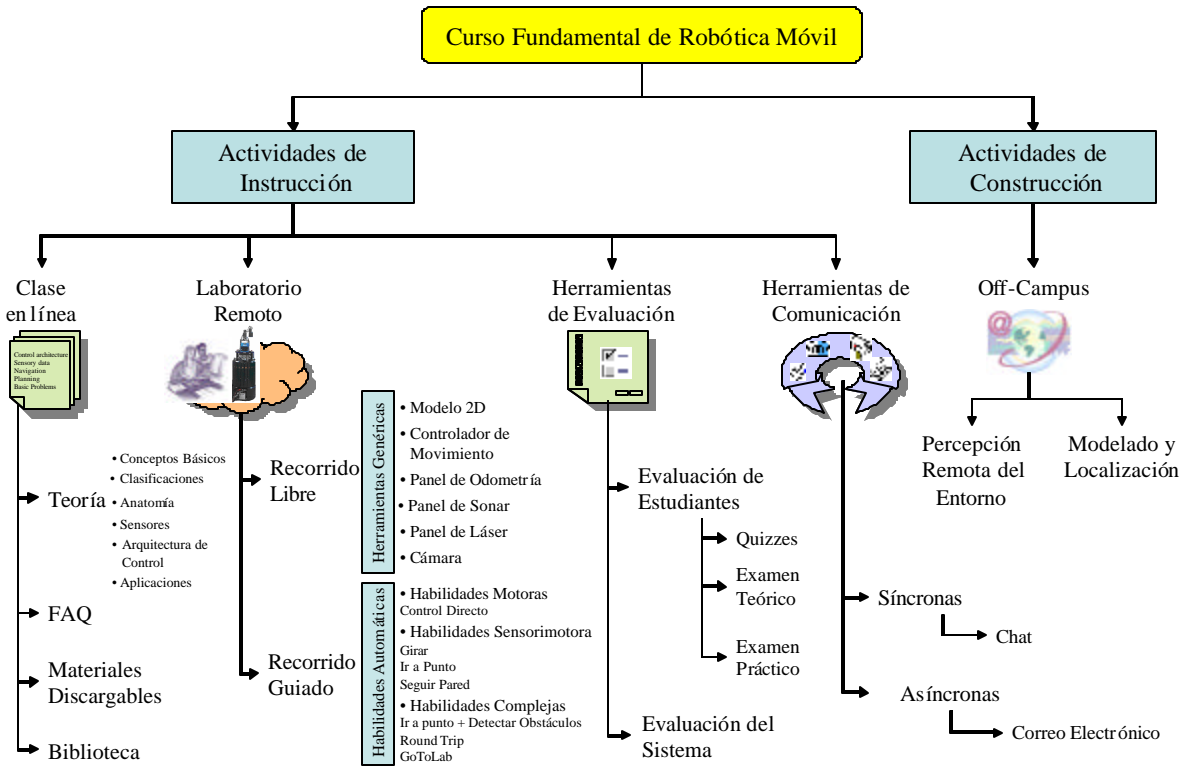 Curso Fundamental de Robótica Móvil
Actividades de
Instrucción
Actividades de
Construcción
Clase
en línea
Control architecture
Sensory data
Navigation
Planning
Basic Problems
Teoría
• Conceptos Básicos
• Clasificaciones
• Anatomía
• Sensores
• Arquitectura de
Control
• Aplicaciones
FAQ
Materiales
Discargables
Biblioteca
Laboratorio
Remoto
Recorrido
Libre
Herramientas Genéricas
• Modelo 2D
• Controlador de
Movimiento
• Panel de Odometría
• Panel de Sonar
• Panel de Láser
• Cámara
Recorrido
Guiado
Habilidades Automáticas
• Habilidades Motoras
Control Directo
• Habilidades Sensorimotora
Girar
Ir a Punto
Seguir Pared
• Habilidades Complejas
Ir a punto + Detectar Obstáculos
Round Trip
GoToLab
Herramientas
de Evaluación
Evaluación de
Estudiantes
Quizzes
Examen
Teórico
Examen
Práctico
Evaluación del
Sistema
Herramientas de
Comunicación
Síncronas
Chat
Asíncronas
Correo Electrónico
Off-Campus
@
Percepción
Remota del
Entorno
Modelado y
Localización